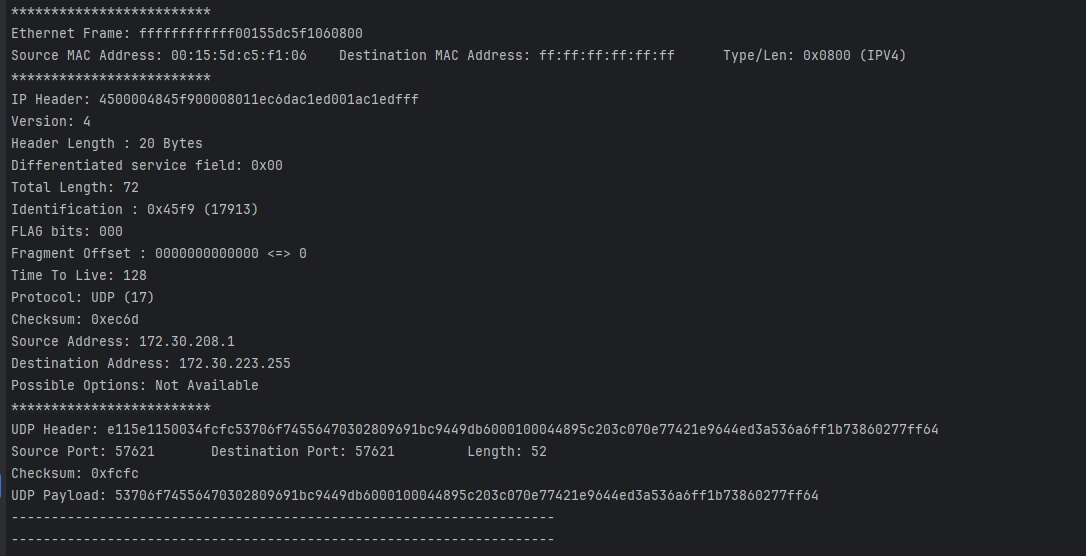 *************************
Ethernet Frame: ffffffffffff00155dc5f1060800
Source MAC Address: 00:15:5d:c5:f1:06    Destination MAC Address: ff:ff:ff:ff:ff:ff      Type/Len: 0x0800 (IPV4)
*************************
IP Header: 4500004845f900008011ec6dac1ed001ac1edfff
Version: 4
Header Length : 20 Bytes
Differentiated service field: 0x00
Total Length: 72
Identification : 0x45f9 (17913)
FLAG bits: 000
Fragment Offset : 0000000000000 <=> 0
Time To Live: 128
Protocol: UDP (17)
Checksum: 0xec6d
Source Address: 172.30.208.1
Destination Address: 172.30.223.255
Possible Options: Not Available
*************************
UDP Header: e115e1150034fcfc53706f74556470302809691bc9449db6000100044895c203c070e77421e9644ed3a536a6ff1b73860277ff64
Source Port: 57621       Destination Port: 57621         Length: 52
Checksum: 0xfcfc
UDP Payload: 53706f74556470302809691bc9449db6000100044895c203c070e77421e9644ed3a536a6ff1b73860277ff64
--------------------------------------------------------------------
--------------------------------------------------------------------